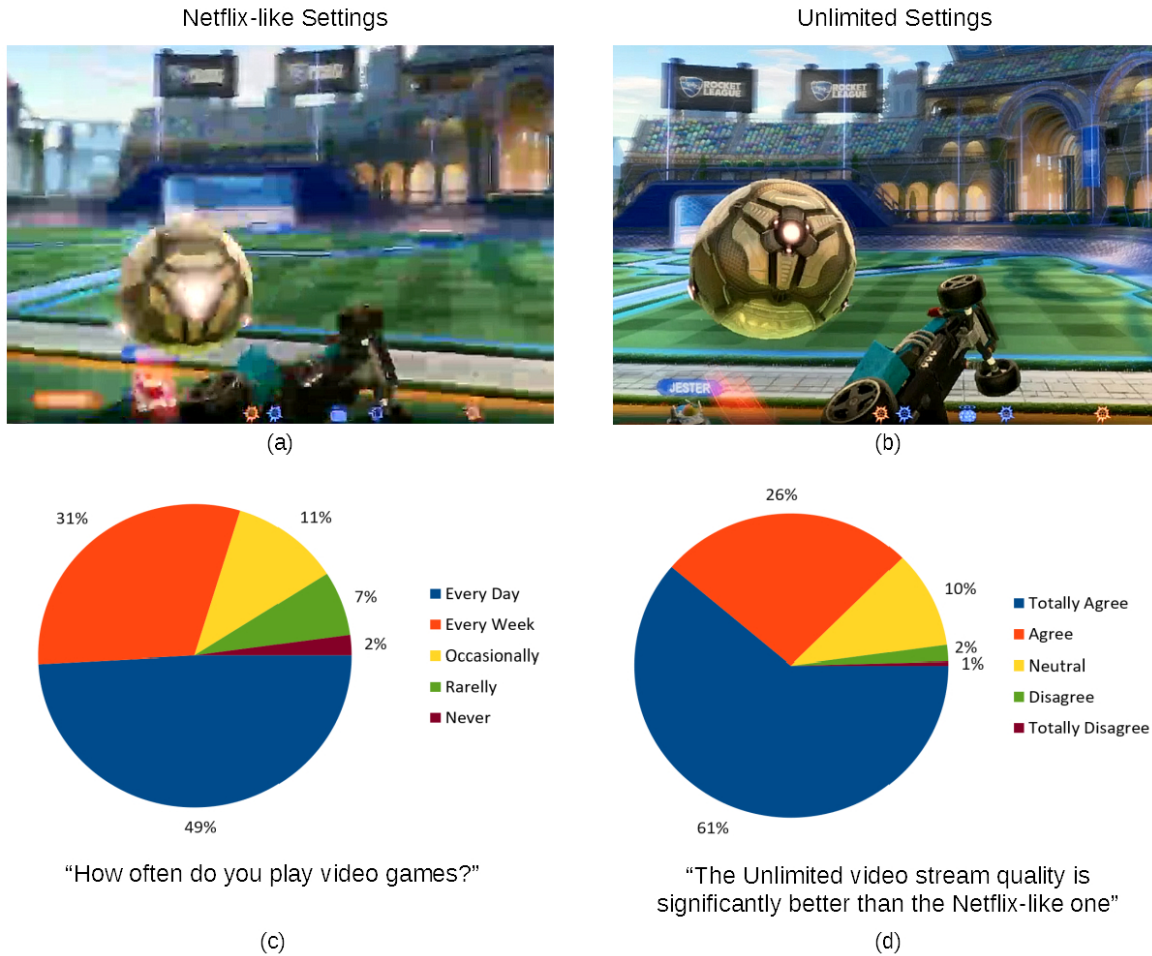 Netflix-like Settings
Unlimited Settings
ROCKET
LEAGUE
ROCKET
LEAGUE
JESTER
(a)
(b)
31%
11%
7%
2%
49%
Every Day
Every Week
Occasionally
Rarelly
Never
26%
10%
2%
1%
61%
Totally Agree
Agree
Neutral
Disagree
Totally Disagree
“How often do you play video games?”
“The Unlimited video stream quality is
significantly better than the Netflix-like one”
(c)
(d)